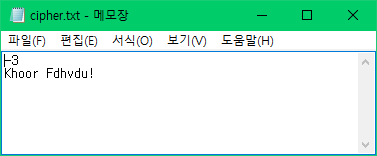 cipher.txt - 메모장
파일(F) 편집(E) 서식(O) 보기(V) 도움말(H)
-3
Khoor Fdhvdu!